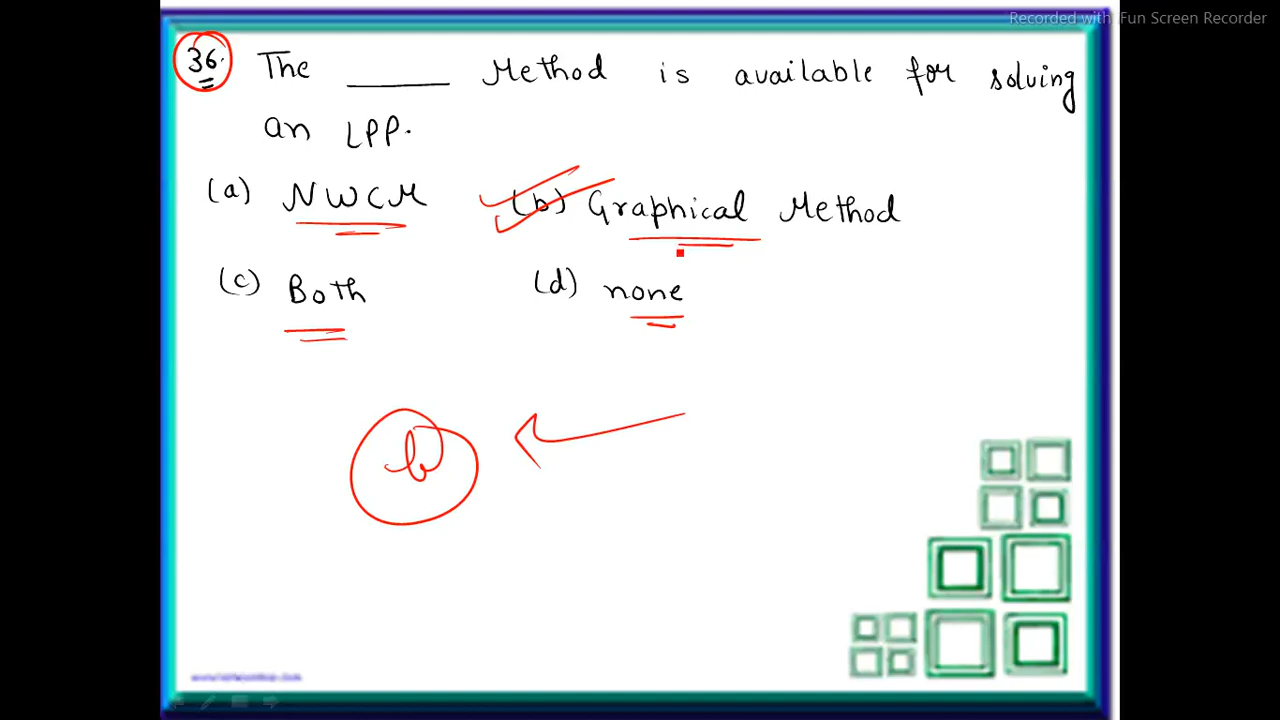 Recorded with Fun Screen Recorder
36. The ______ Method is available for solving
an LPP.
(a) NWCM (b) Graphical Method
(c) Both (d) none
b